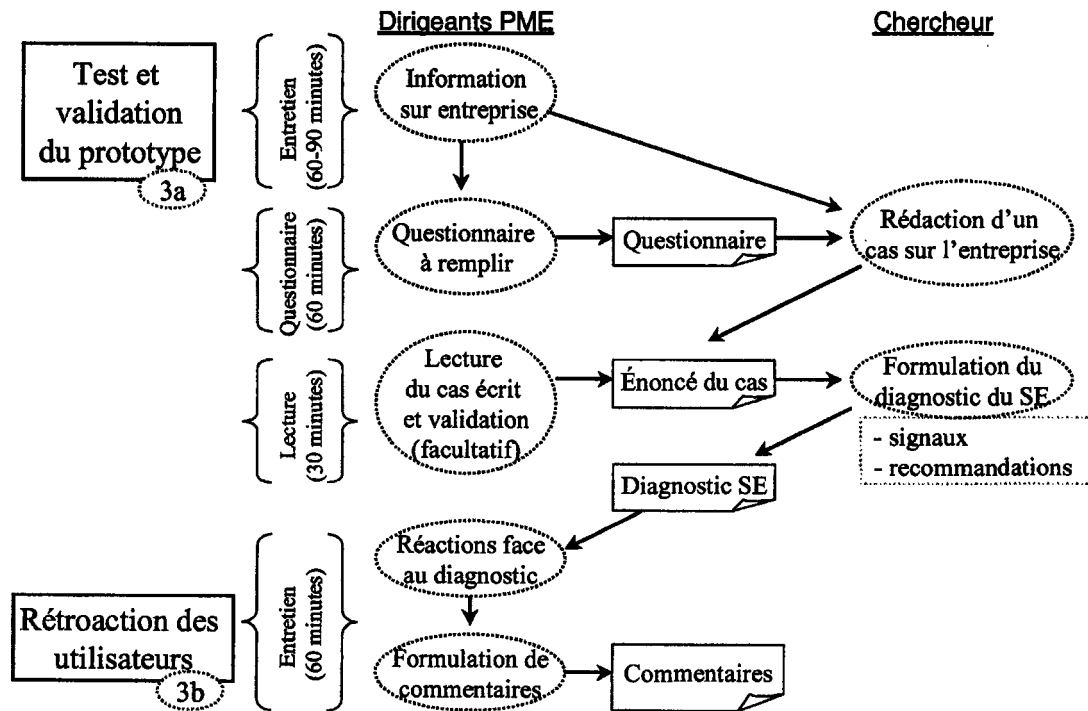 Dirigeants PME
Chercheur
Test et
validation
du prototype
3a
Entretien
(60-90 minutes)
Information
sur entreprise
Questionnaire
(60 minutes)
Questionnaire
à remplir
Questionnaire
Rédaction d'un
cas sur l'entreprise
Lecture
(30 minutes)
Lecture
du cas écrit
et validation
(facultatif)
Énoncé du cas
Formulation du
diagnostic du SE
- signaux
- recommandations
Diagnostic SE
Rétroaction des
utilisateurs
3b
Entretien
(60 minutes)
Réactions face
au diagnostic
Formulation de
commentaires
Commentaires